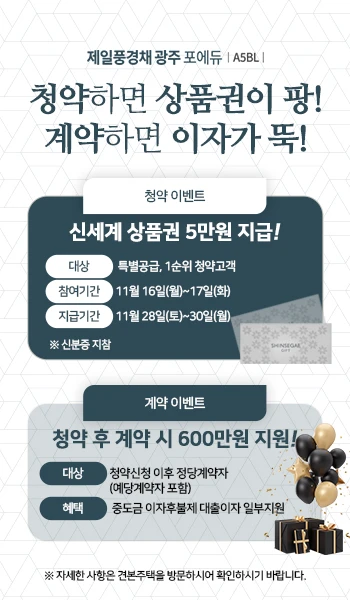 제일풍경채 광주 포에듀 | A5BL |
청약하면 상품권이 팡!
계약하면 이자가 뚝!
청약 이벤트
신세계 상품권 5만원 지급!
대상 특별공급, 1순위 청약고객
참여기간 11월 16일(월)~17일(화)
지급기간 11월 28일(토)~30일(월)
※ 신분증 지참
SHINSEGAE
GIFT
계약 이벤트
청약 후 계약 시 600만원 지원!
대상 청약신청 이후 정당계약자
(예당계약자 포함)
혜택 중도금 이자후불제 대출이자 일부지원
※ 자세한 사항은 견본주택을 방문하시어 확인하시기 바랍니다.